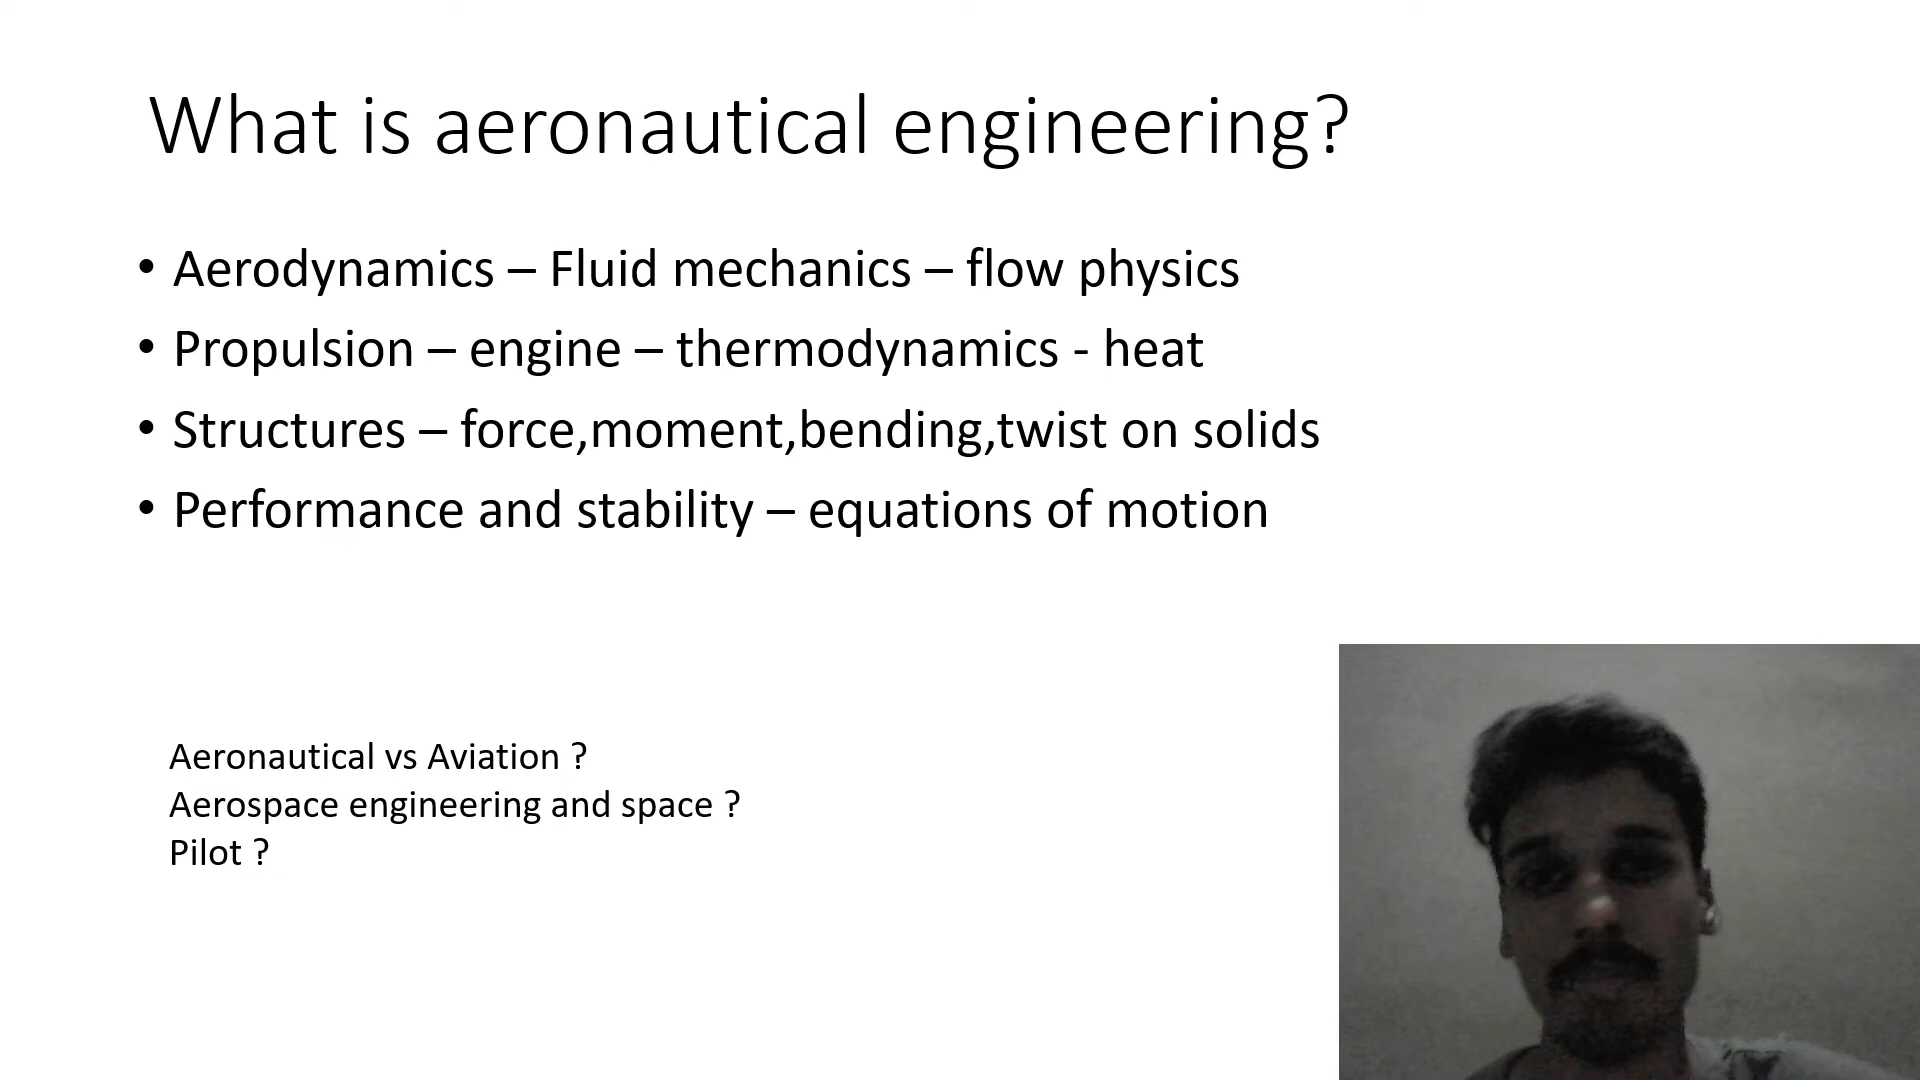 What is aeronautical engineering?
• Aerodynamics – Fluid mechanics – flow physics
• Propulsion – engine – thermodynamics - heat
• Structures – force,moment,bending,twist on solids
• Performance and stability – equations of motion
Aeronautical vs Aviation ?
Aerospace engineering and space ?
Pilot ?